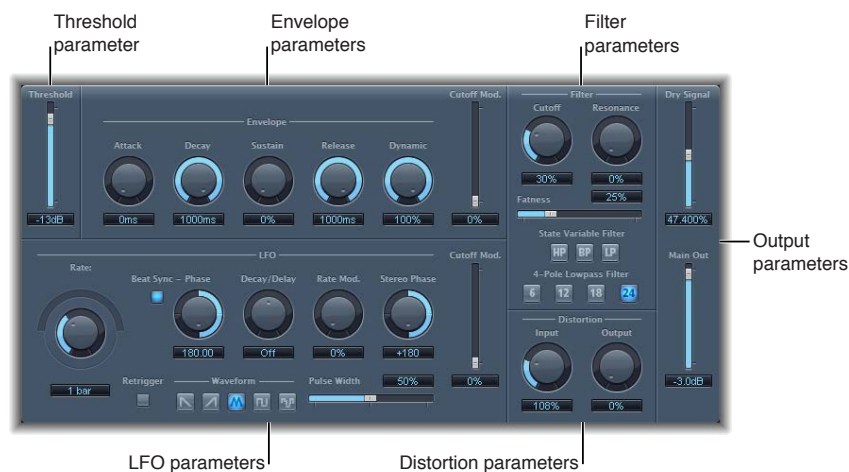 Threshold
parameter
Envelope
parameters
Filter
parameters
Threshold
-13dB
Envelope
Attack
Decay
Sustain
Release
Dynamic
0ms
1000ms
0%
1000ms
100%
Cutoff Mod.
0%
Filter
Cutoff
Resonance
30%
0%
Fatness
25%
State Variable Filter
HP
BP
LP
4-Pole Lowpass Filter
6
12
18
24
Dry Signal
47.400%
Main Out
-3.0dB
Output
parameters
LFO
Rate:
1 bar
Beat Sync – Phase
Decay/Delay
Rate Mod.
Stereo Phase
180.00
Off
0%
+180
Cutoff Mod.
0%
Retrigger
Waveform
Pulse Width
50%
Distortion
Input
Output
108%
0%
LFO parameters
Distortion parameters